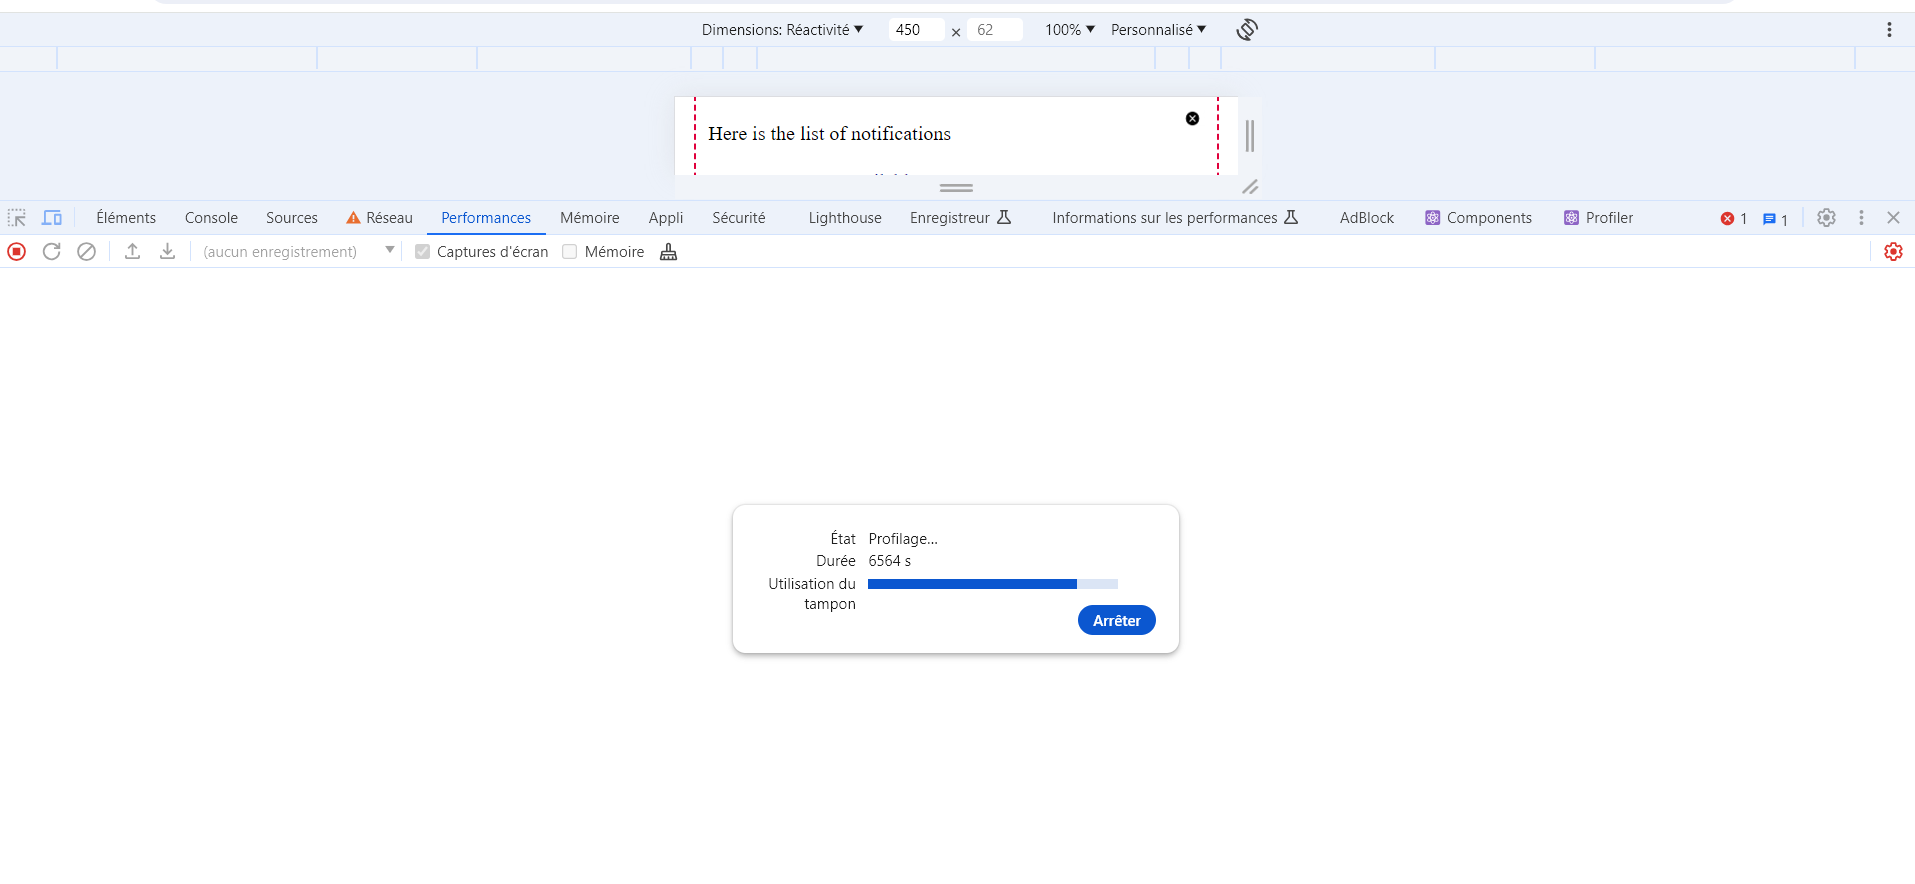 Dimensions: Réactivité 450 × 62 100% Personnalisé
Here is the list of notifications
Éléments Console Sources Réseau Performances Mémoire Appli Sécurité Lighthouse Enregistreur Informations sur les performances AdBlock Components Profiler 1 1
(aucun enregistrement) Captures d'écran Mémoire
État Profilage…
Durée 6564 s
Utilisation du
tampon
Arrêter